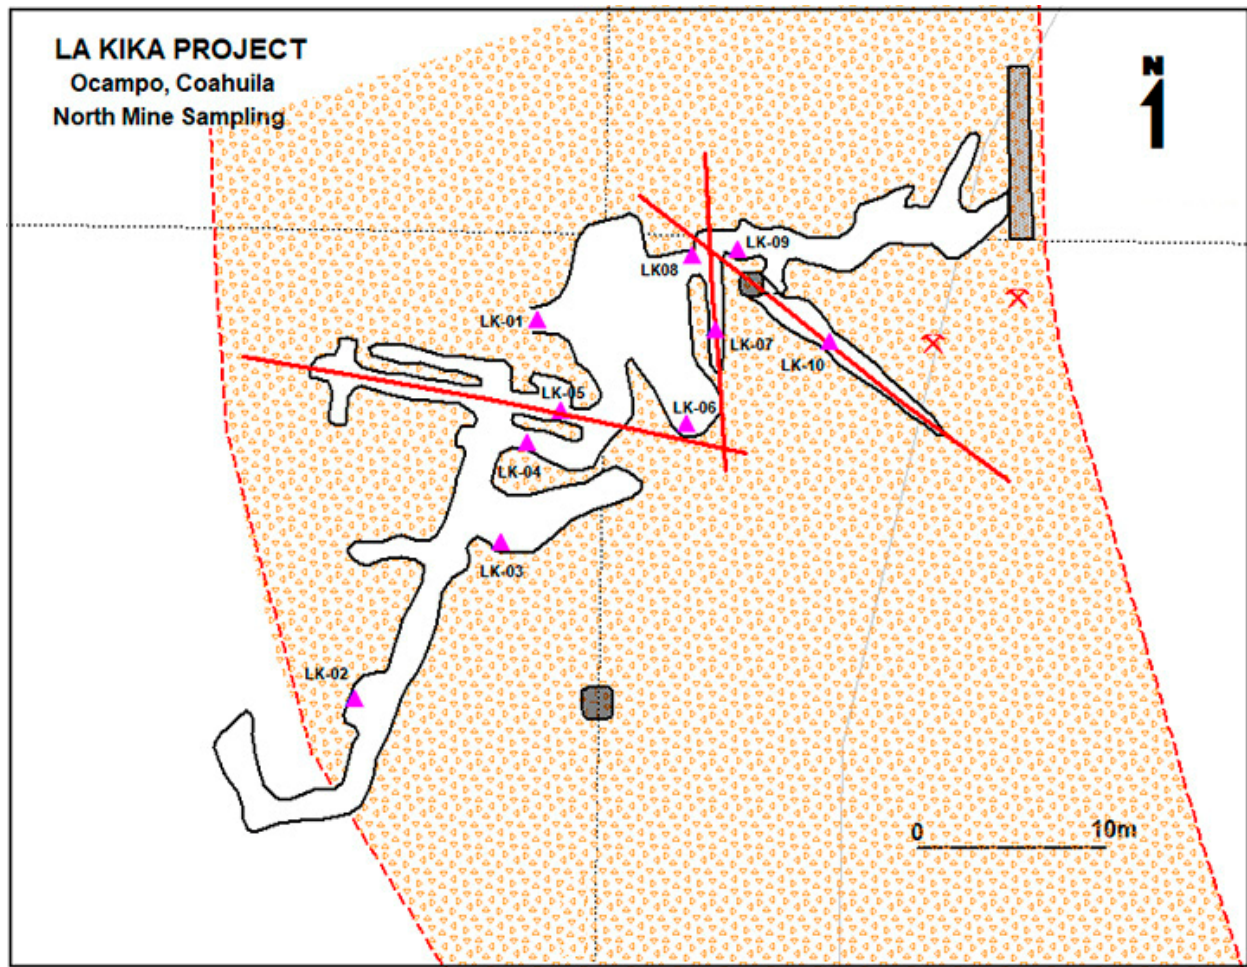 LA KIKA PROJECT
Ocampo, Coahuila
North Mine Sampling
N
LK-09
LK08
LK-01
LK-07
LK-10
LK-05
LK-06
LK-04
LK-03
LK-02
0 10m